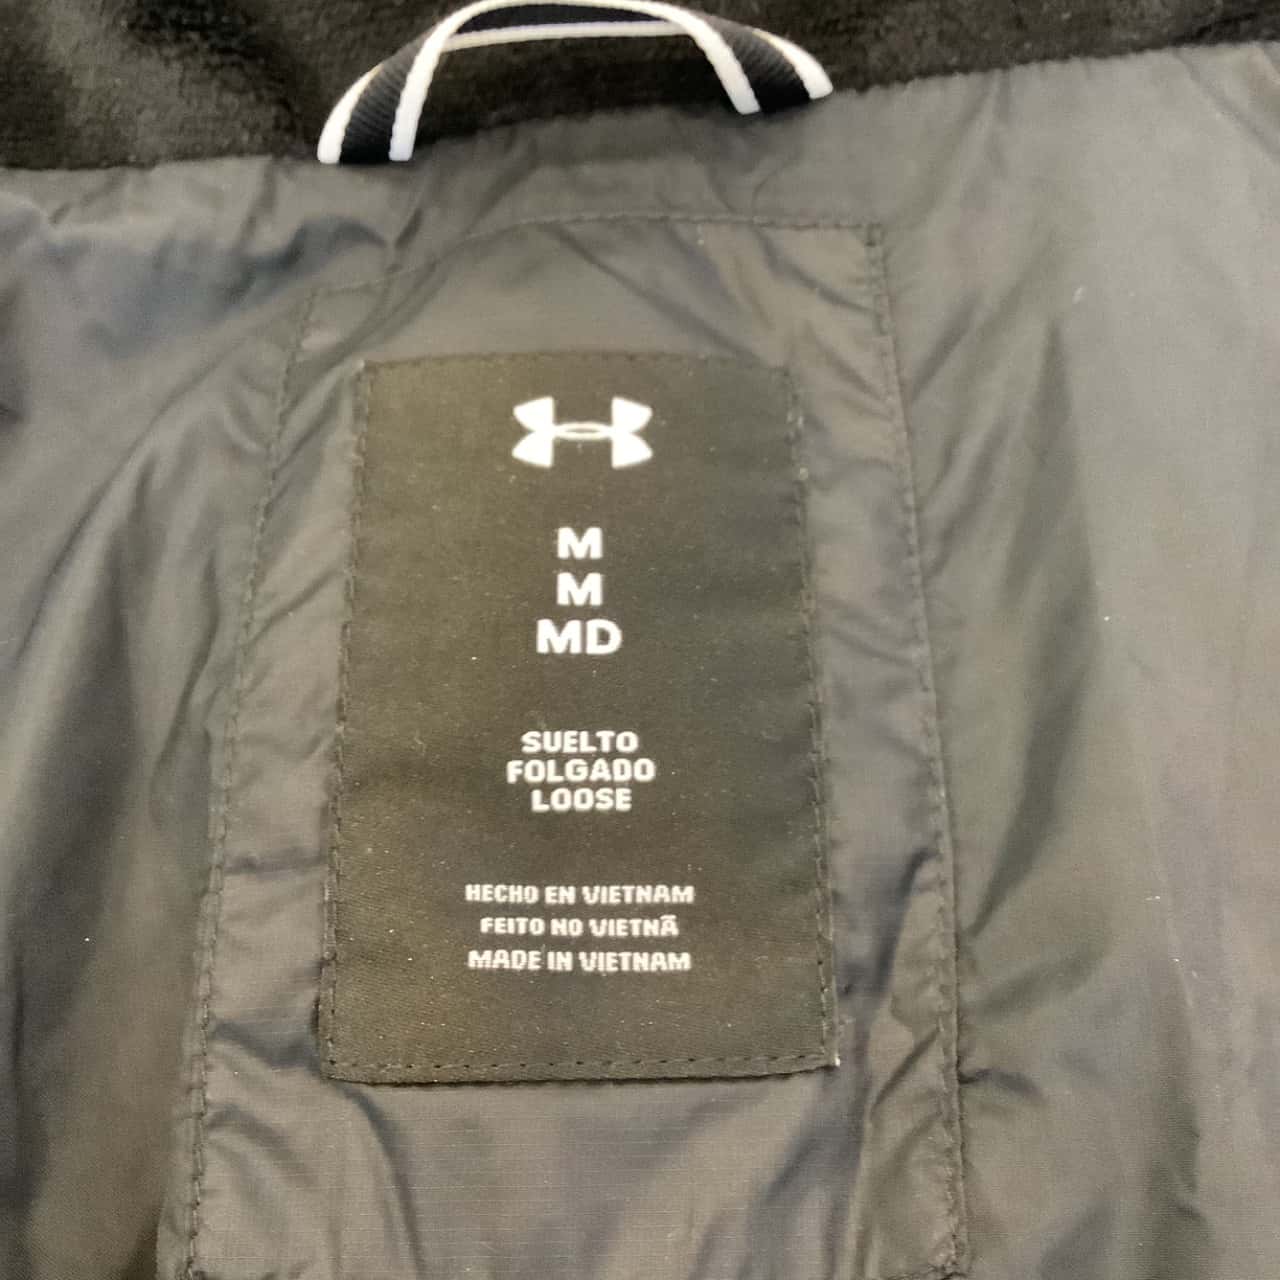 M
M
MD
SUELTO
FOLGADO
LOOSE
HECHO EN VIETNAM
FEITO NO VIETNÃ
MADE IN VIETNAM